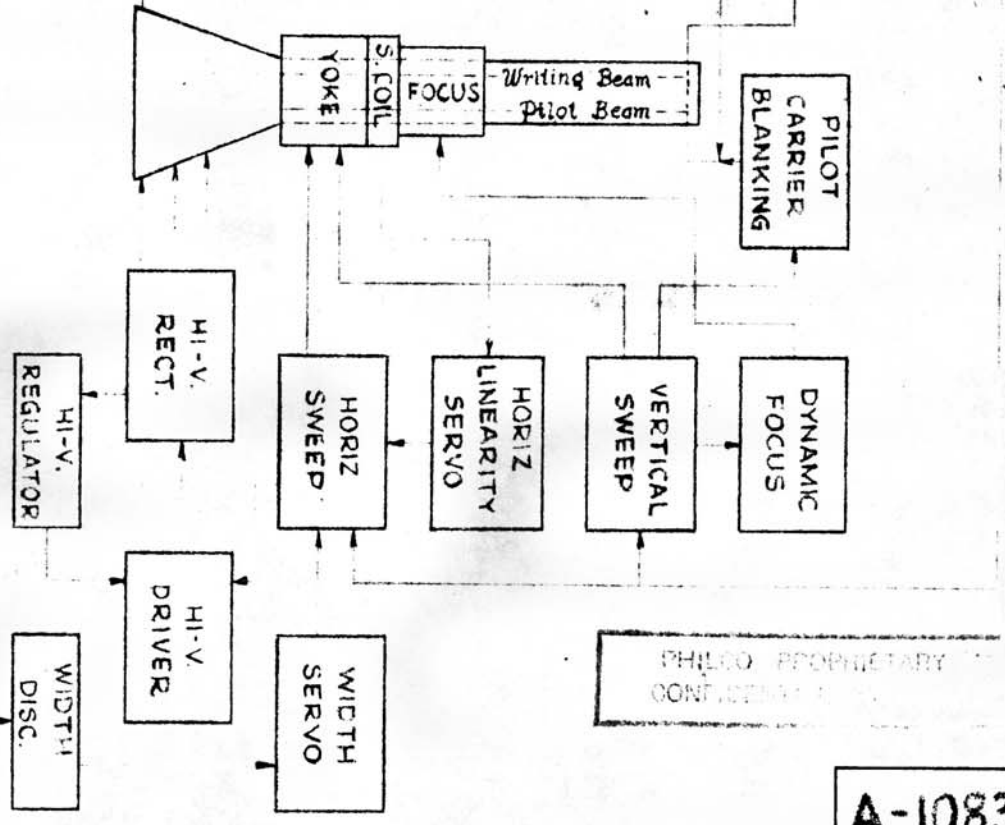 YOKE
S. COIL
FOCUS
Writing Beam
Pilot Beam
PILOT
CARRIER
BLANKING
HI-V.
RECT.
HI-V.
REGULATOR
HORIZ
SWEEP
HORIZ
LINEARITY
SERVO
VERTICAL
SWEEP
DYNAMIC
FOCUS
HI-V.
DRIVER
WIDTH
DISC.
WIDTH
SERVO
PHILCO PROPRIETARY
A-1083